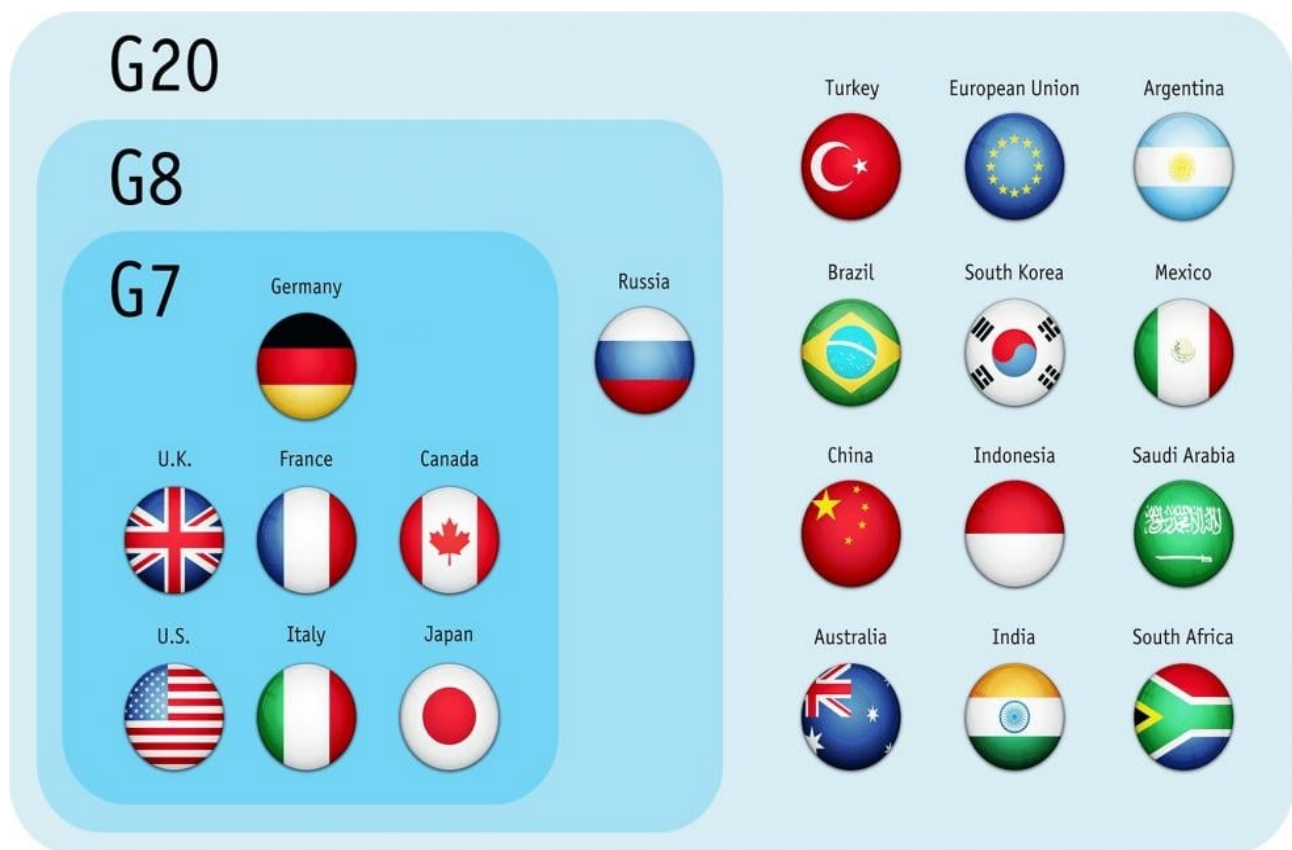 G20
Turkey European Union Argentina
G8
G7
Germany
Russia
Brazil South Korea Mexico
U.K. France Canada
China Indonesia Saudi Arabia
U.S. Italy Japan
Australia India South Africa